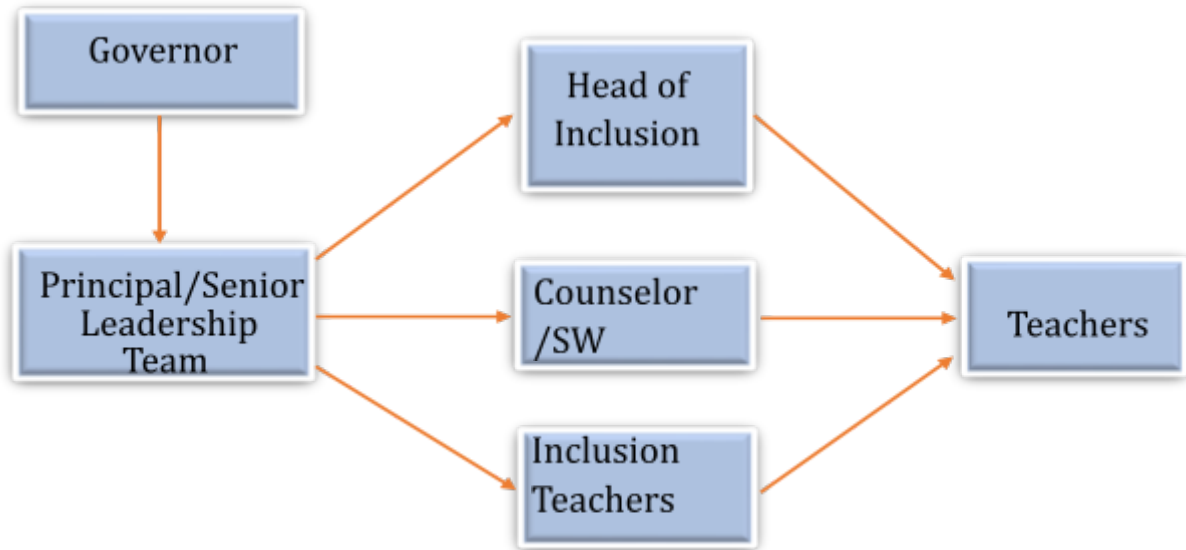 Governor
Head of
Inclusion
Principal/Senior
Leadership
Team
Counselor
/SW
Teachers
Inclusion
Teachers